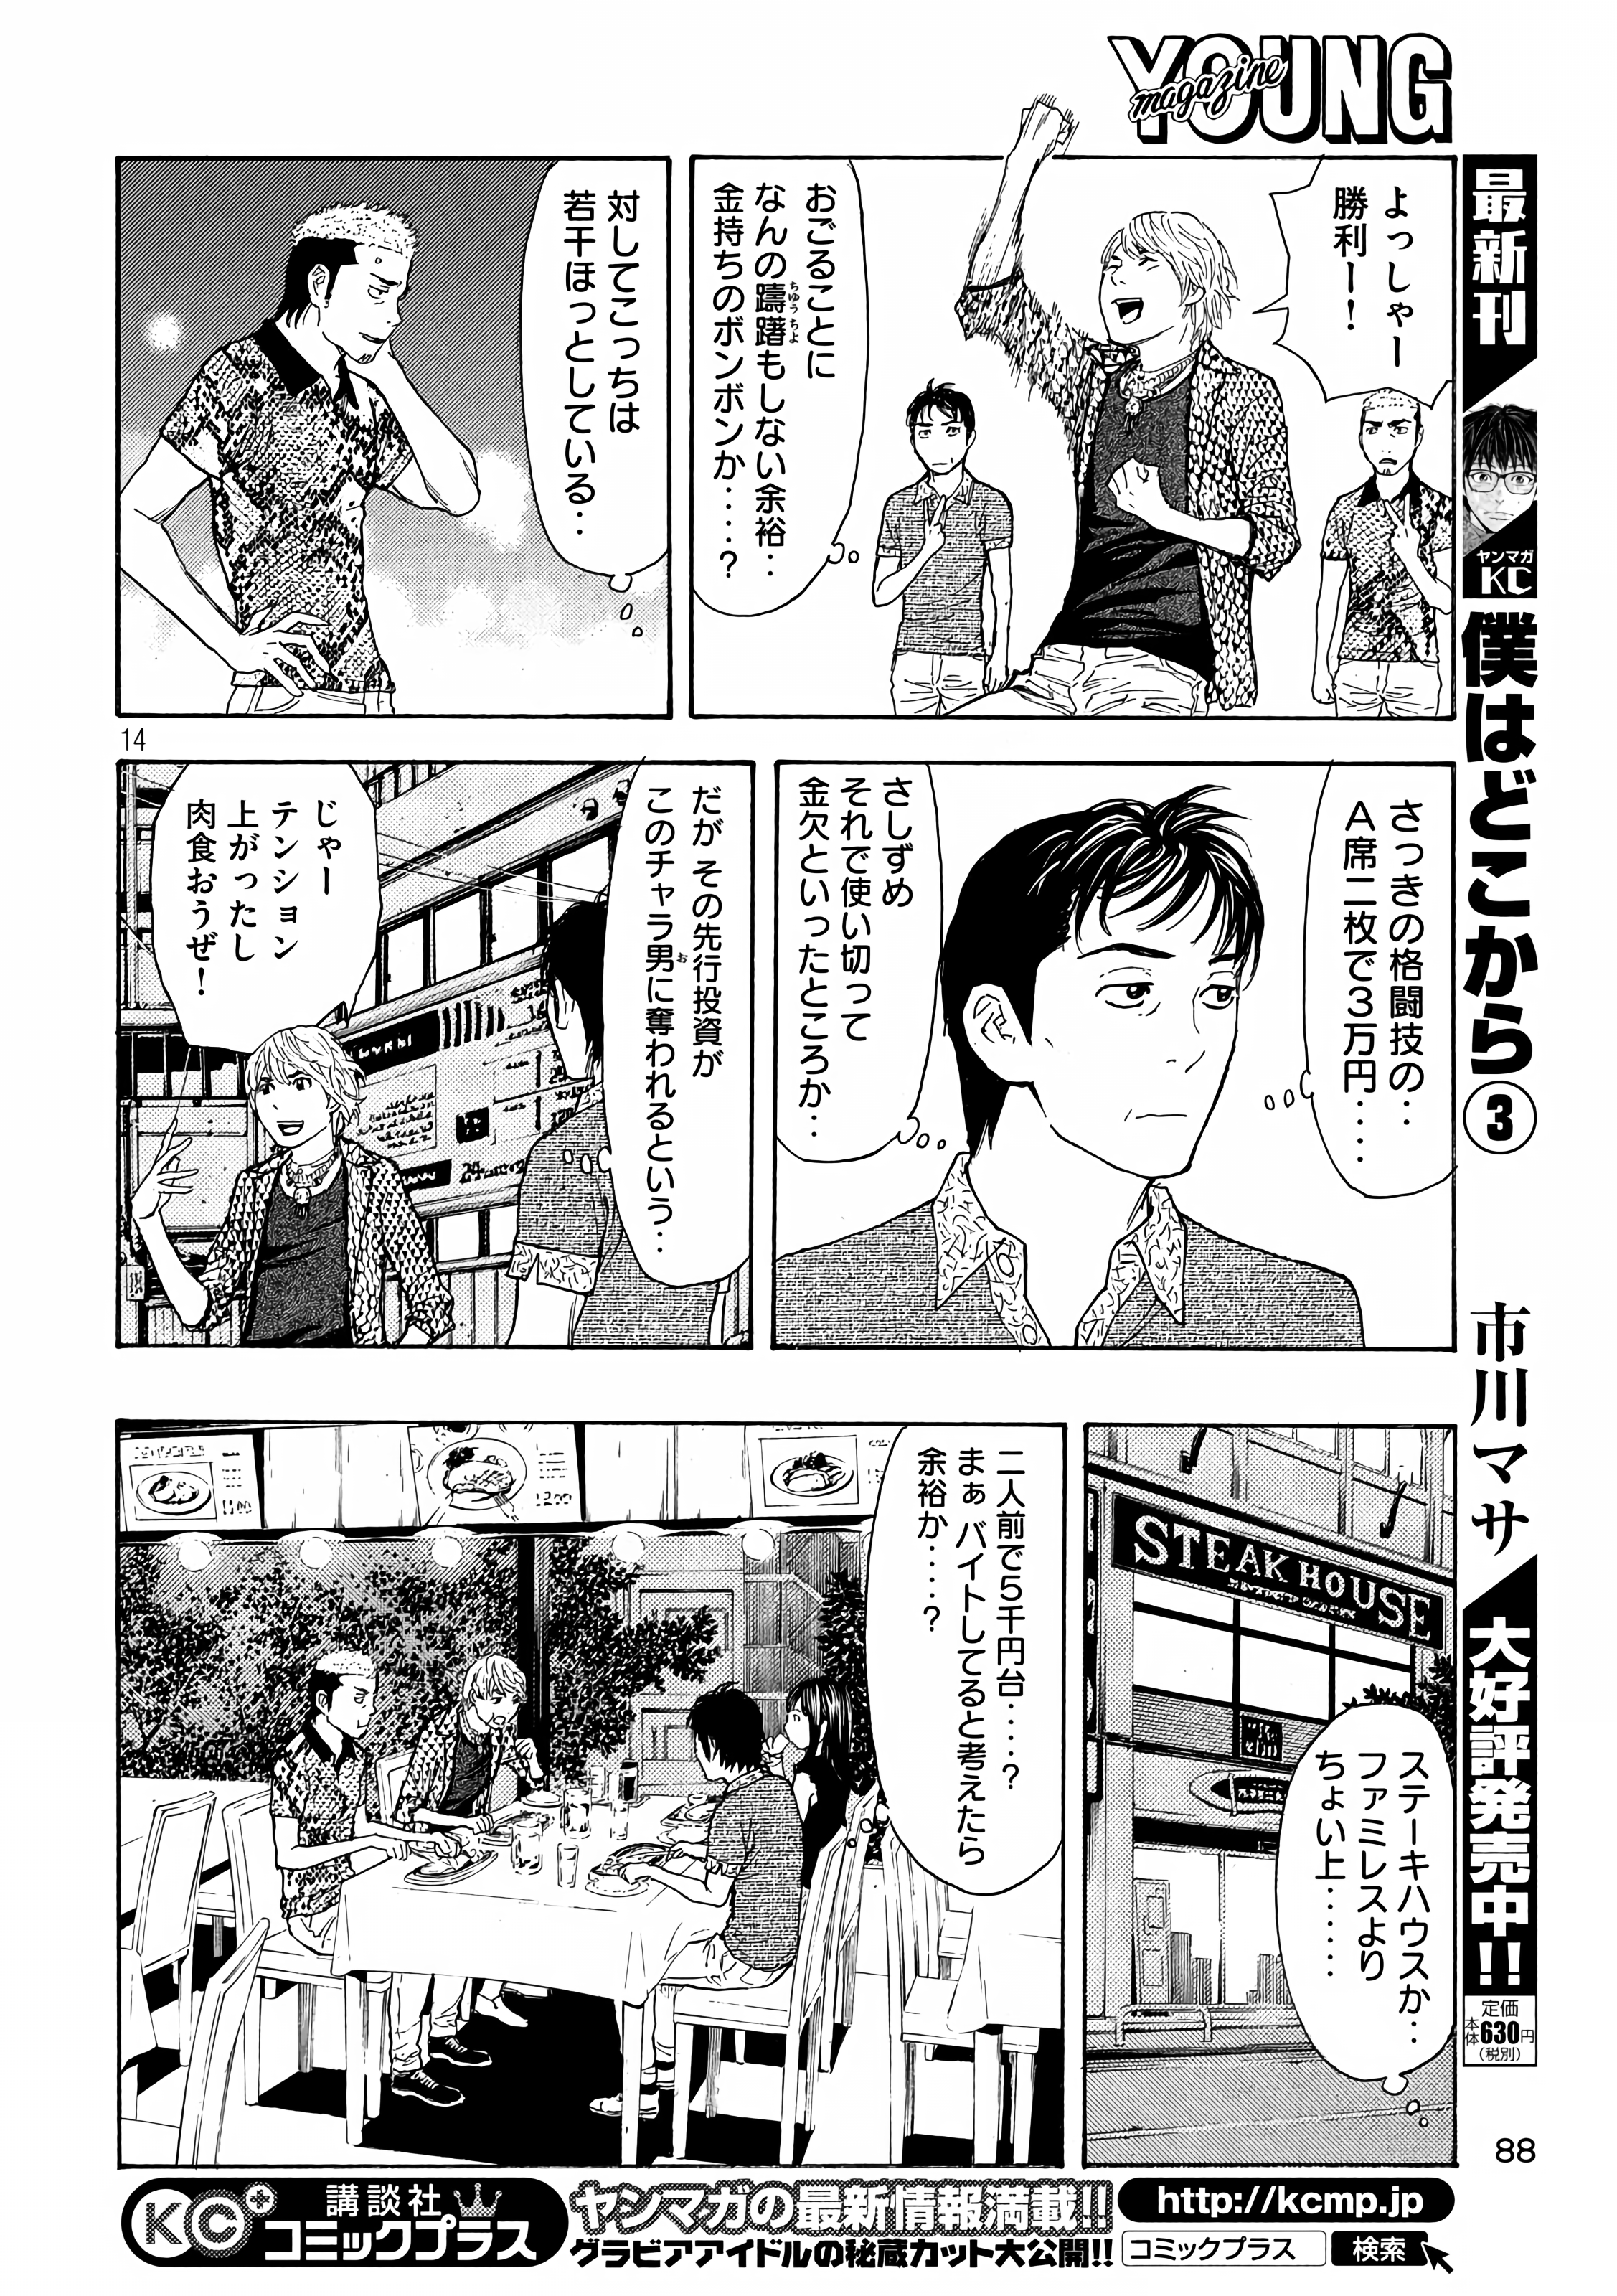 YOUNG
magazine
よっしゃー
勝利ー！
おごることに
なんの躊躇もしない余裕‥
ちゅうちょ
金持ちのボンボンか‥‥‥？
対してこっちは
若干ほっとしている‥
14
さっきの格闘技の‥
A席二枚で3万円‥‥‥
さしずめ
それで使い切って
金欠といったところか‥
だが その先行投資が
このチャラ男に奪われるという‥
お
じゃー
テンション
上がったし
肉食おうぜ！
STEAK HOUSE
ステーキハウスか‥
ファミレスより
ちょい上‥‥‥
二人前で5千円台‥‥‥？
まぁ バイトしてると考えたら
余裕か‥‥‥？
1200
最新刊
ヤンマガ
KC
僕はどこから③
市川マサ
大好評発売中!!
定価
本体630円
（税別）
88
KC+
講談社
コミックプラス
ヤンマガの最新情報満載!!
グラビアアイドルの秘蔵カット大公開!!
http://kcmp.jp
コミックプラス
検索